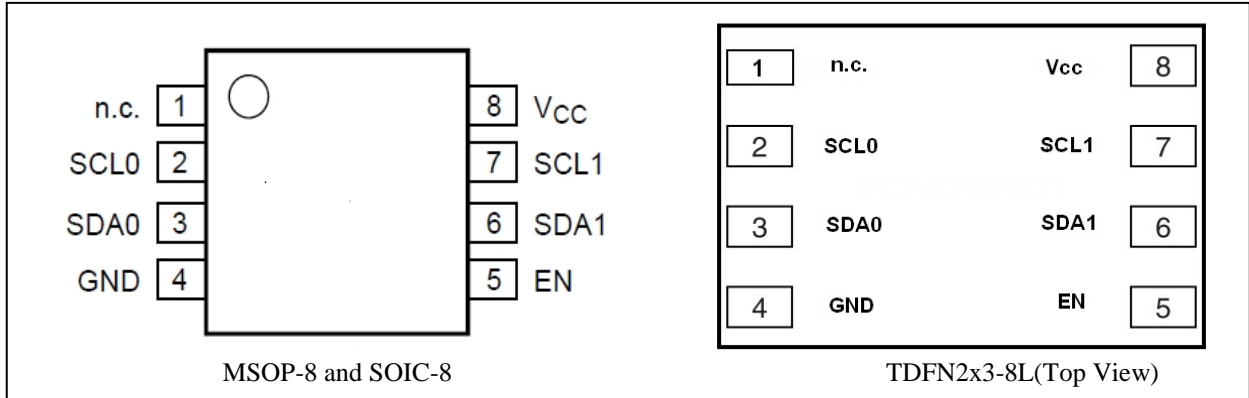 n.c. 1 8 VCC
SCL0 2 7 SCL1
SDA0 3 6 SDA1
GND 4 5 EN
MSOP-8 and SOIC-8
1 n.c. Vcc 8
2 SCL0 SCL1 7
3 SDA0 SDA1 6
4 GND EN 5
TDFN2x3-8L(Top View)